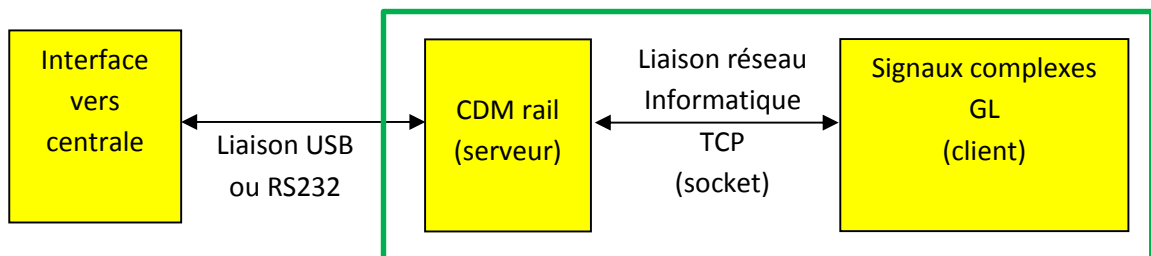 Interface
vers
centrale
Liaison USB
ou RS232
CDM rail
(serveur)
Liaison réseau
Informatique
TCP
(socket)
Signaux complexes
GL
(client)